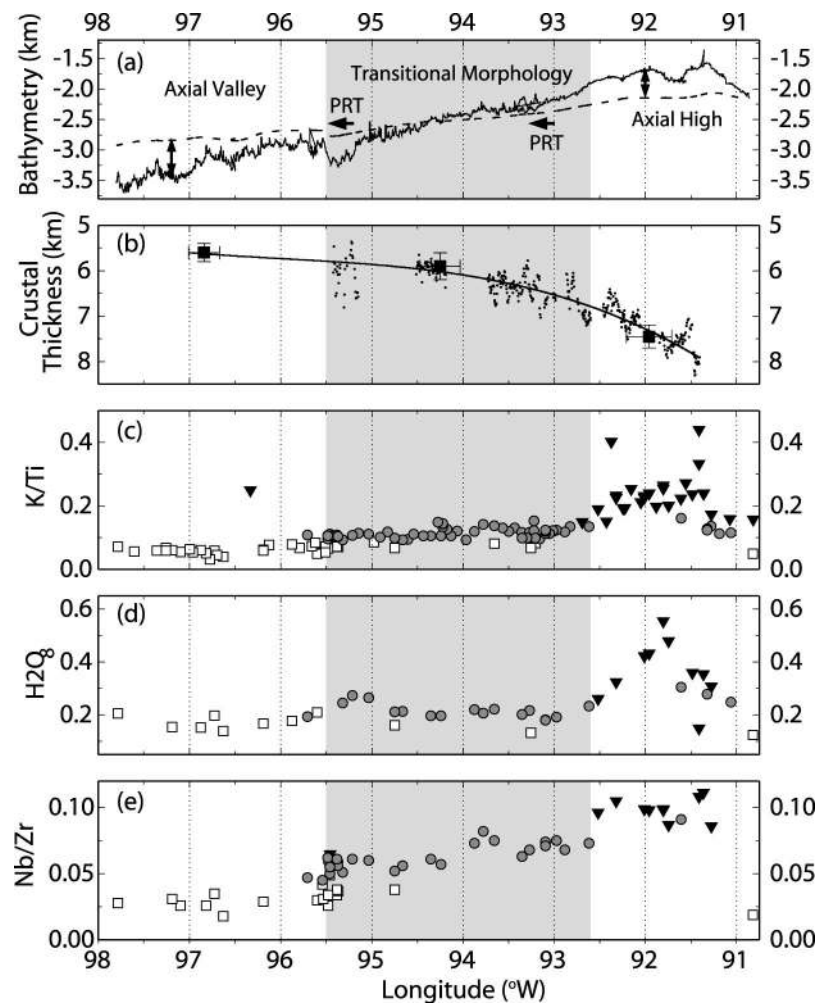 98 97 96 95 94 93 92 91
(a)
Axial Valley
Transitional Morphology
Axial High
PRT
PRT
Bathymetry (km)
-1.5 -1.5
-2.0 -2.0
-2.5 -2.5
-3.0 -3.0
-3.5 -3.5
(b)
Crustal
Thickness (km)
5 5
6 6
7 7
8 8
(c)
K/Ti
0.4 0.4
0.2 0.2
0.0 0.0
(d)
H2O8
0.6 0.6
0.4 0.4
0.2 0.2
(e)
Nb/Zr
0.10 0.10
0.05 0.05
0.00 0.00
98 97 96 95 94 93 92 91
Longitude (oW)